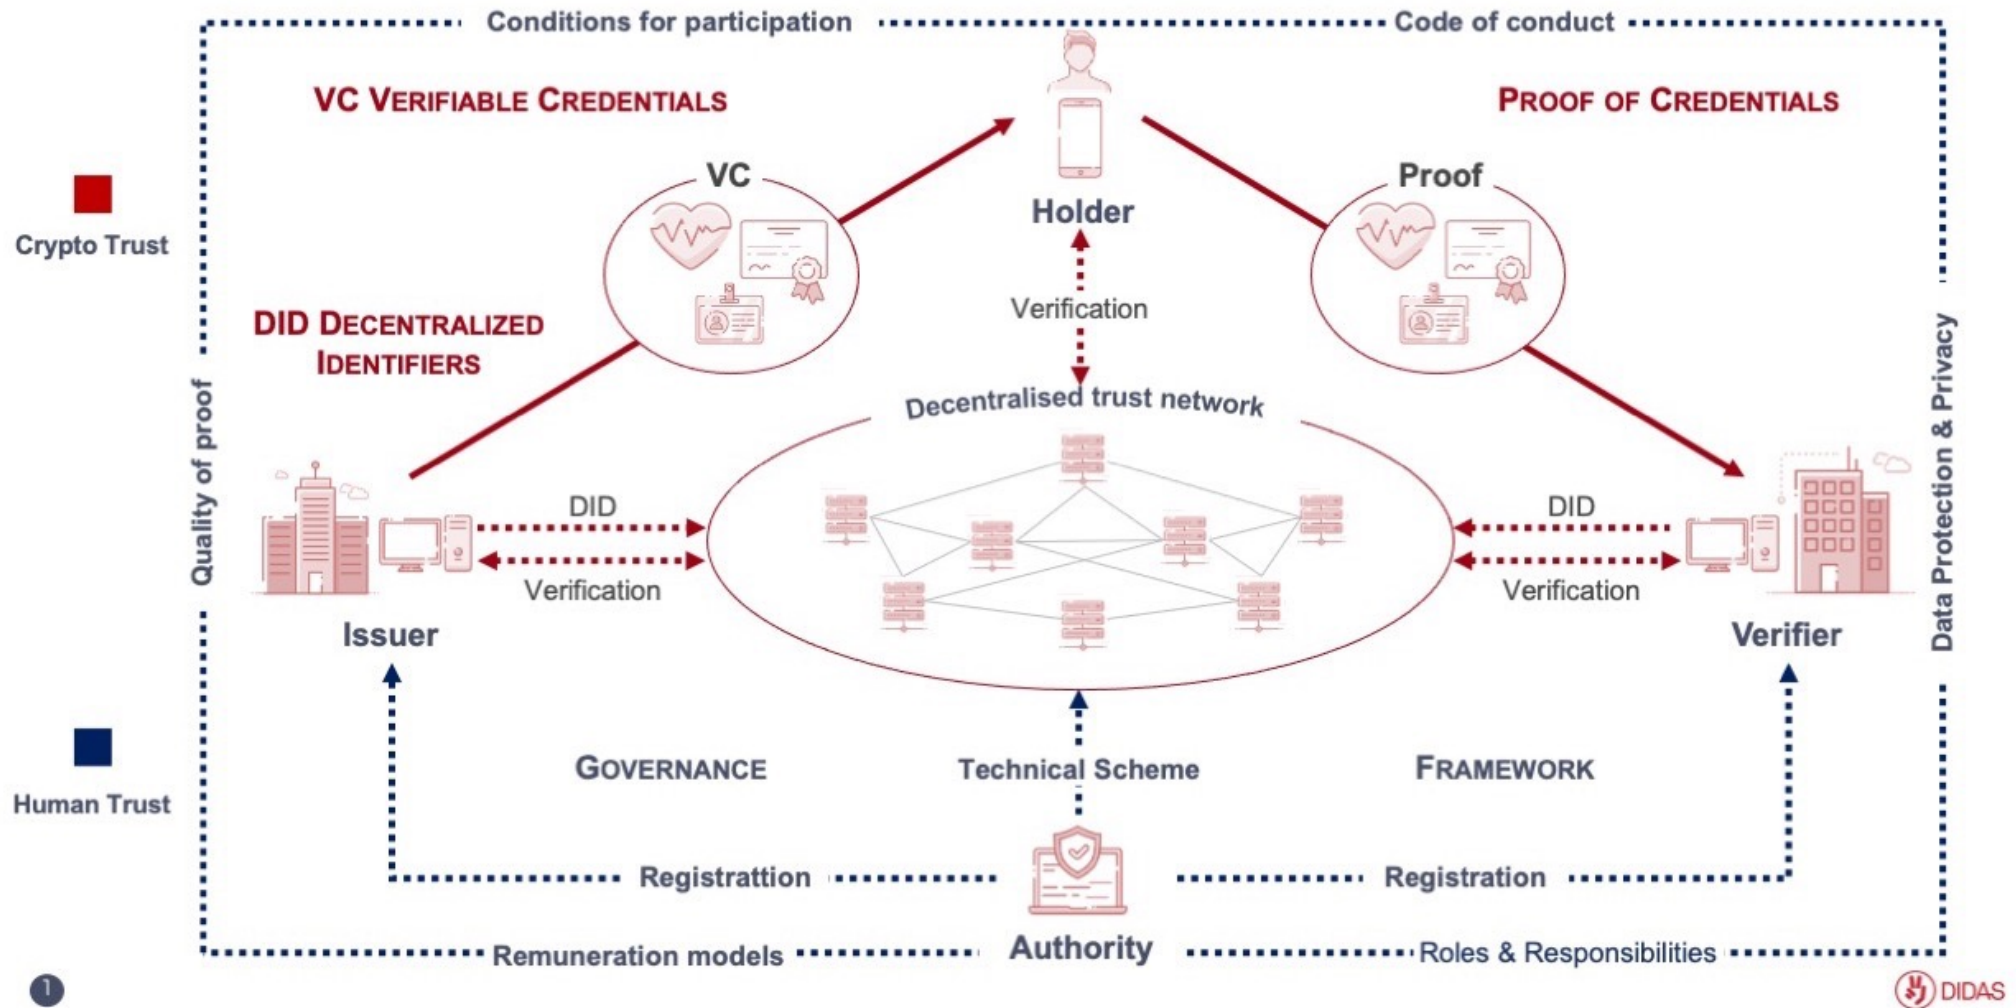 Conditions for participation
Code of conduct
VC VERIFIABLE CREDENTIALS
PROOF OF CREDENTIALS
VC
Proof
Holder
Crypto Trust
Verification
DID DECENTRALIZED
IDENTIFIERS
Decentralised trust network
Quality of proof
Data Protection & Privacy
DID
DID
Verification
Verification
Issuer
Verifier
GOVERNANCE
Technical Scheme
FRAMEWORK
Human Trust
Registrattion
Registration
Authority
Remuneration models
Roles & Responsibilities
1
DIDAS